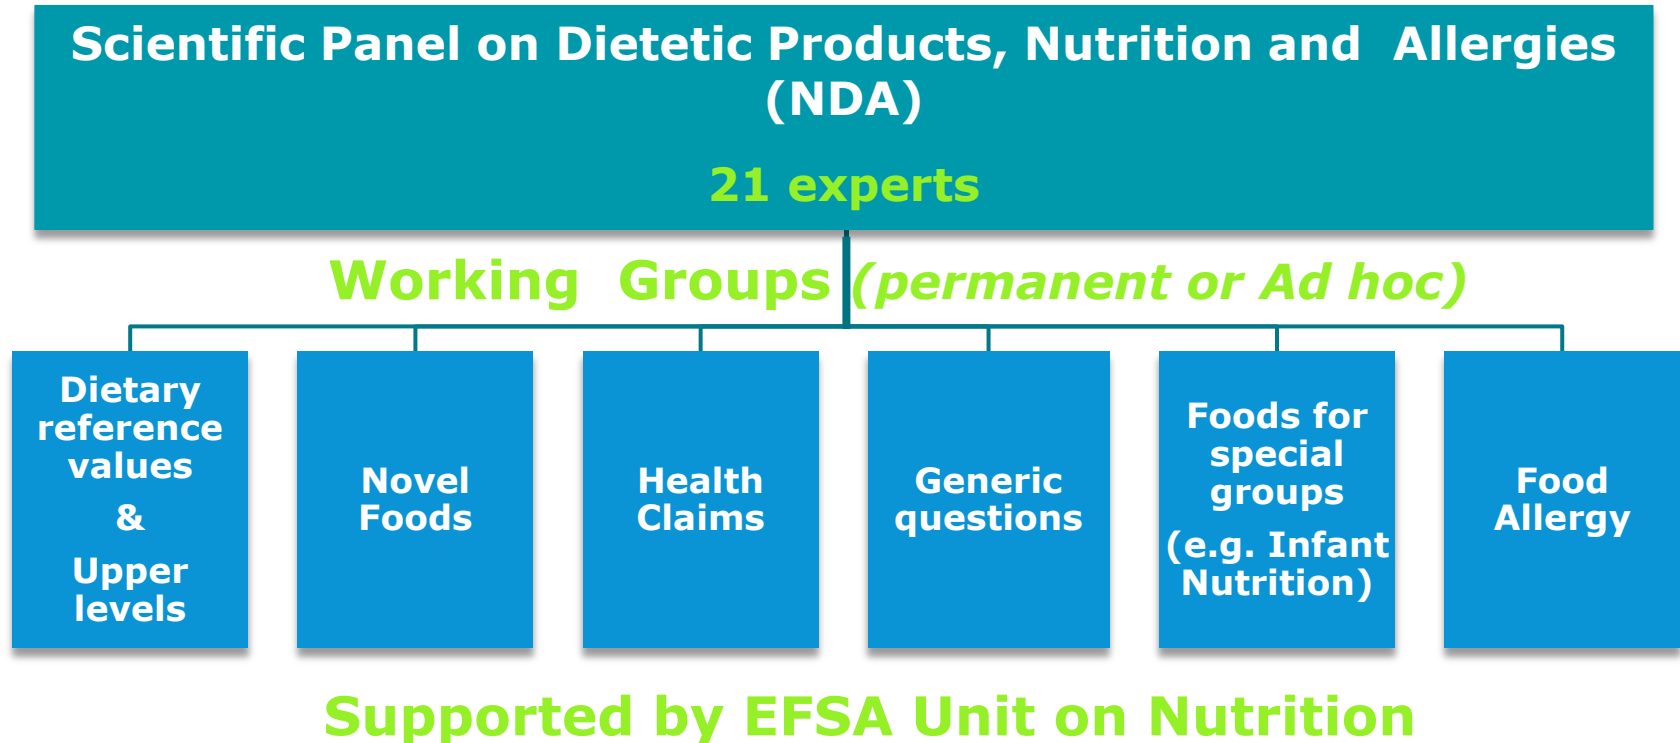 Scientific Panel on Dietetic Products, Nutrition and Allergies
(NDA)
21 experts
Working Groups (permanent or Ad hoc)
Dietary
reference
values
&
Upper
levels
Novel
Foods
Health
Claims
Generic
questions
Foods for
special
groups
(e.g. Infant
Nutrition)
Food
Allergy
Supported by EFSA Unit on Nutrition